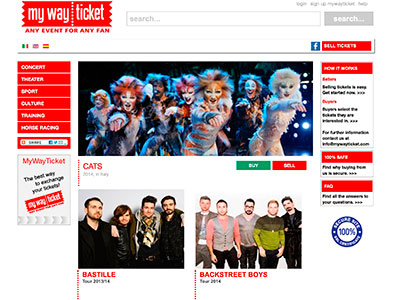 my way ticket
ANY EVENT FOR ANY FAN
login   sign up mywayticket   help
search...
search...
SELL TICKETS
CONCERT
THEATER
SPORT
CULTURE
TRAINING
HORSE RACING
MyWayTicket
The best way
to exchange
your tickets!
my way ticket
CATS
2014, in Italy
BUY
SELL
BASTILLE
Tour 2013/14
BACKSTREET BOYS
Tour 2014
HOW IT WORKS
Sellers
Selling tickets is easy.
Get started now. >>>
Buyers
Buyers select the
tickets they are
interested in. >>>
For further information
contact us at
info@mywayticket.com
100% SAFE
Find why buying from
us is secure. >>>
FAQ
Find all the answers to
your questions. >>>
100%